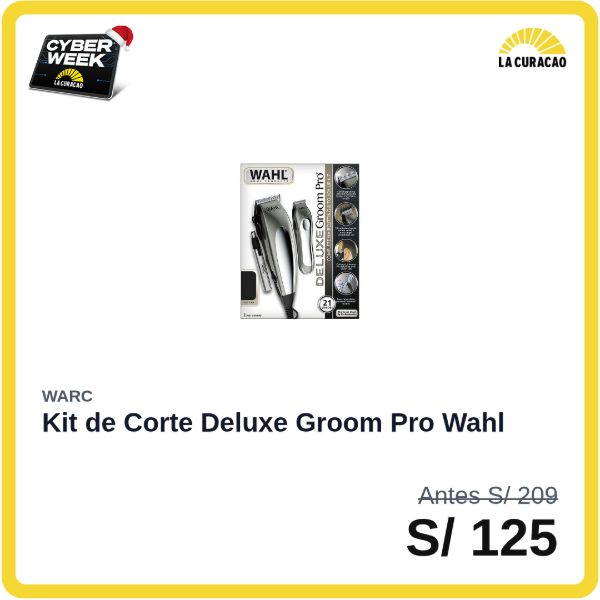 CYBER
WEEK
LA CURACAO
LA CURACAO
WAHL
DELUXE Groom Pro
WAHL
21
WARC
Kit de Corte Deluxe Groom Pro Wahl
Antes S/ 209
S/ 125